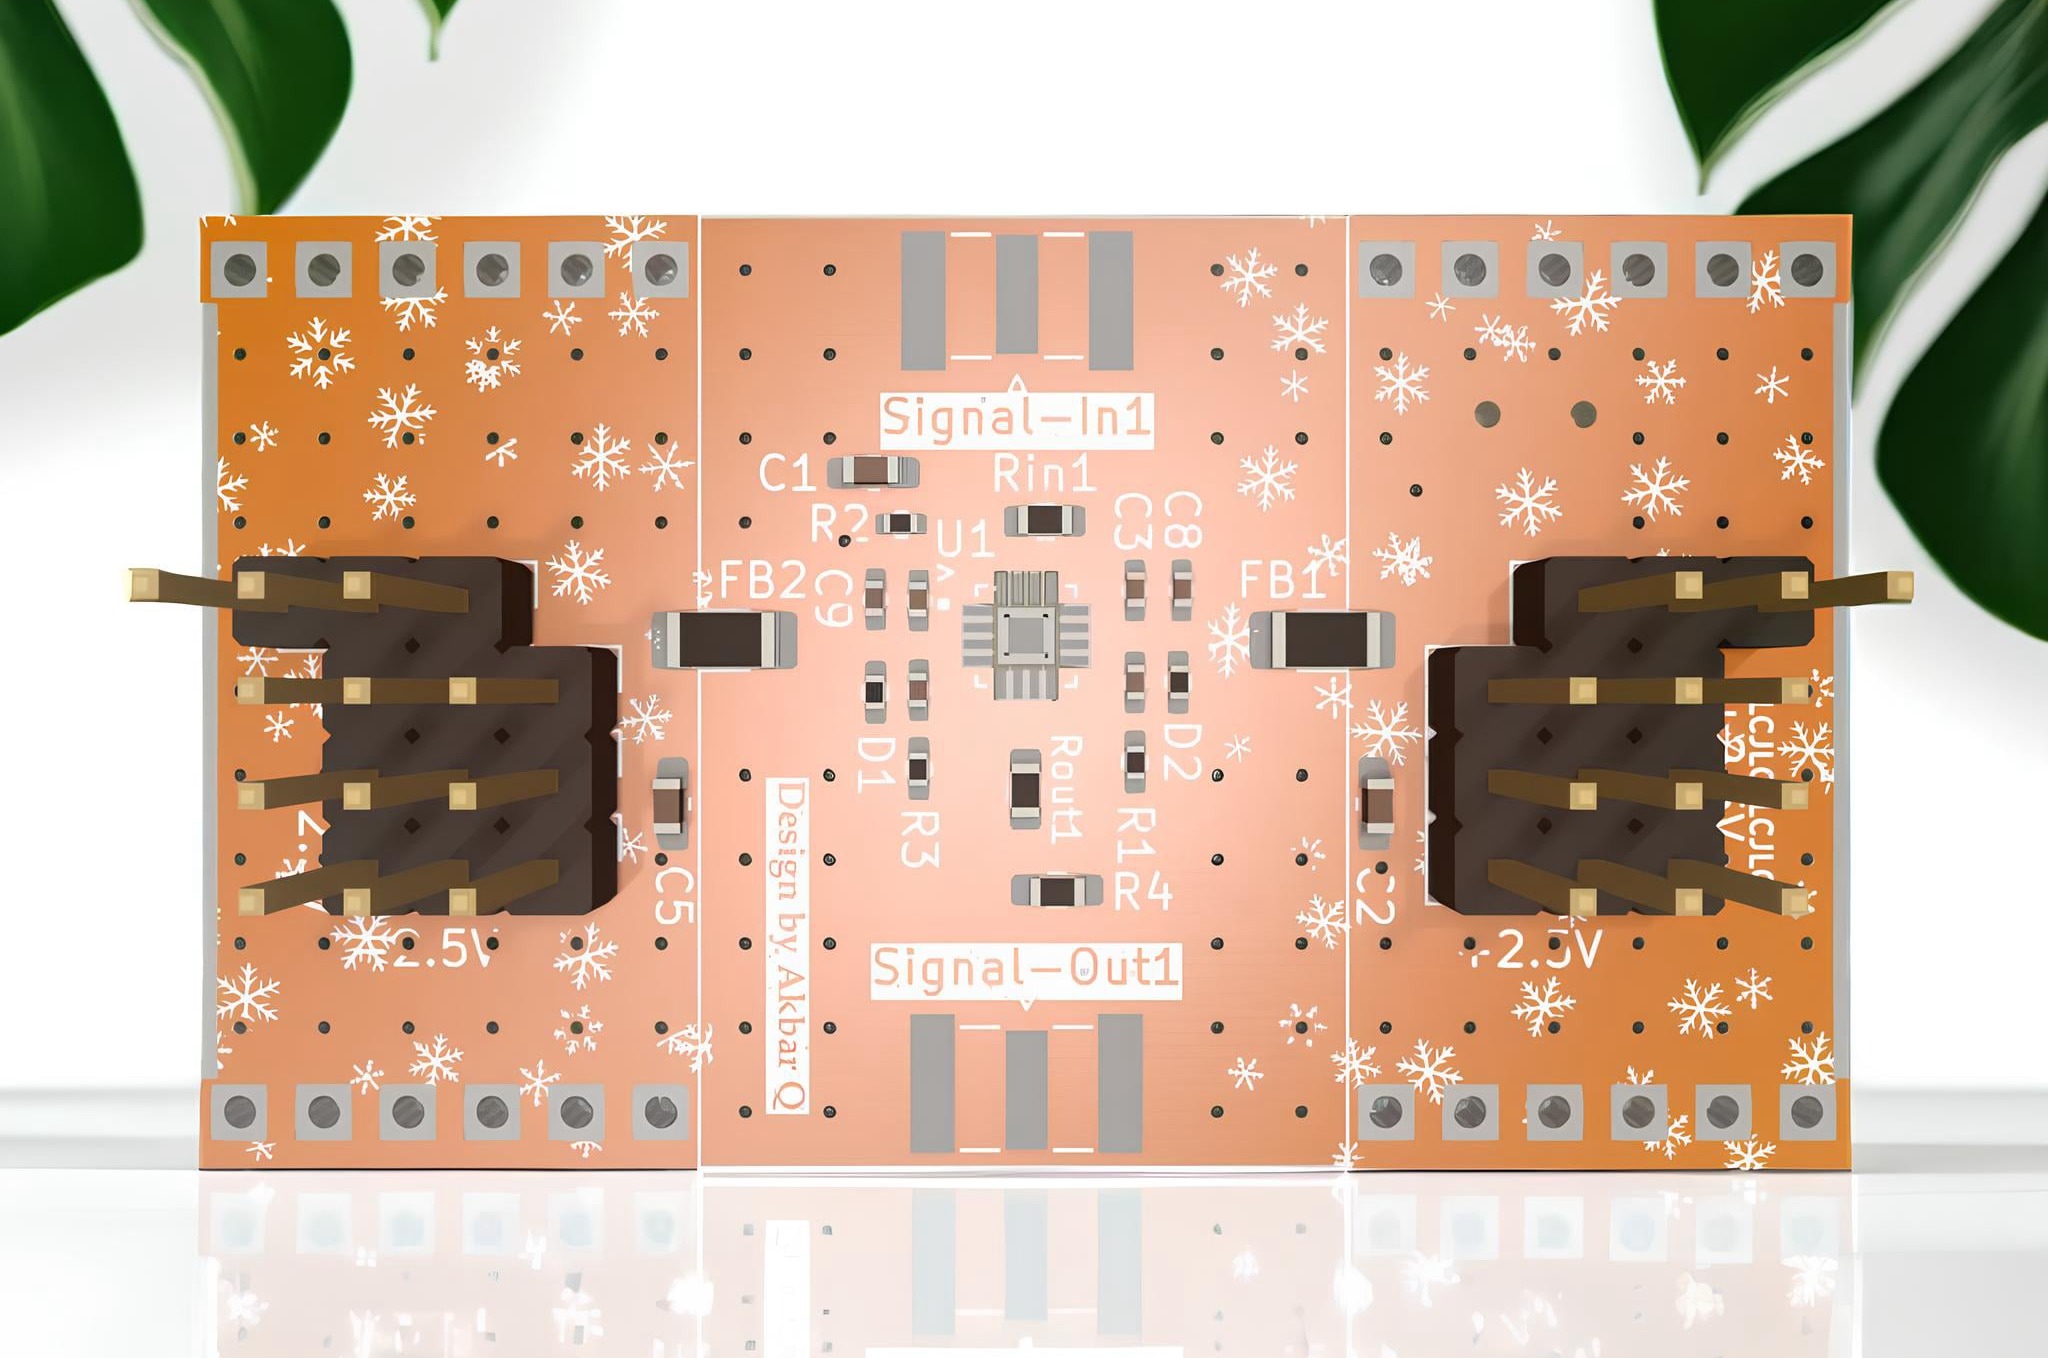 Signal-In1
C1
Rin1
R2
U1
C3
C8
FB2
C9
FB1
D1
Rout1
D2
R3
R1
R4
C5
C2
Design by Akbar Q
Signal-Out1
2.5V
+2.5V